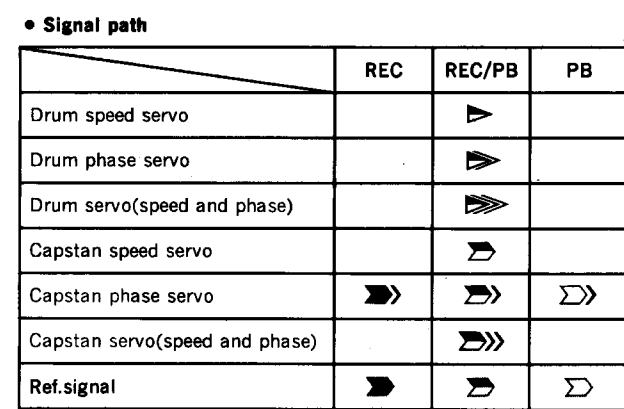 • Signal path
REC REC/PB PB
Drum speed servo
Drum phase servo
Drum servo(speed and phase)
Capstan speed servo
Capstan phase servo
Capstan servo(speed and phase)
Ref.signal